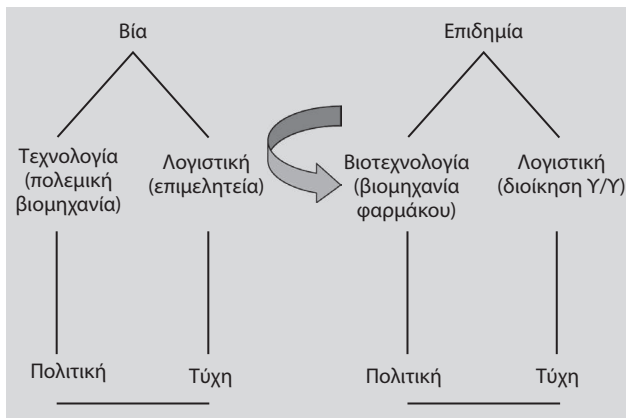 Βία
Επιδημία
Τεχνολογία
(πολεμική
βιομηχανία)
Λογιστική
(επιμελητεία)
Βιοτεχνολογία
(βιομηχανία
φαρμάκου)
Λογιστική
(διοίκηση Υ/Υ)
Πολιτική
Τύχη
Πολιτική
Τύχη